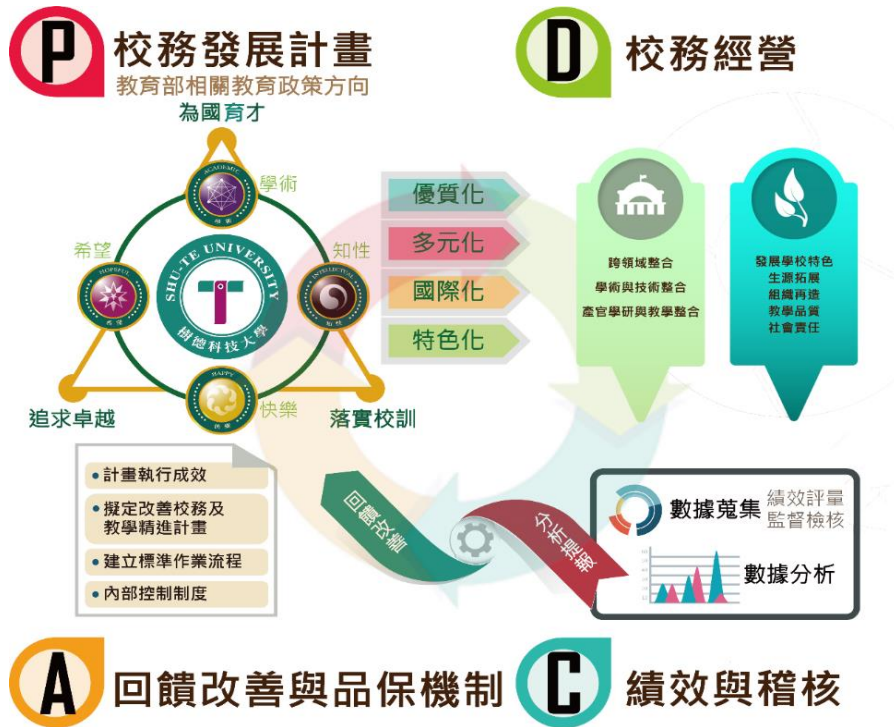 P
校務發展計畫
教育部相關教育政策方向
為國育才
ACADEMIC
學術
希望
知性
HOPEFUL
希望
SHU-TE UNIVERSITY
樹德科技大學
INTELLECTUAL
知性
HAPPY
快樂
追求卓越
落實校訓
優質化
多元化
國際化
特色化
D
校務經營
跨領域整合
學術與技術整合
產官學研與教學整合
發展學校特色
生源拓展
組織再造
教學品質
社會責任
計畫執行成效
擬定改善校務及
教學精進計畫
建立標準作業流程
內部控制制度
回饋改善
分析提報
數據蒐集
績效評量
監督檢核
數據分析
A
回饋改善與品保機制
C
績效與稽核